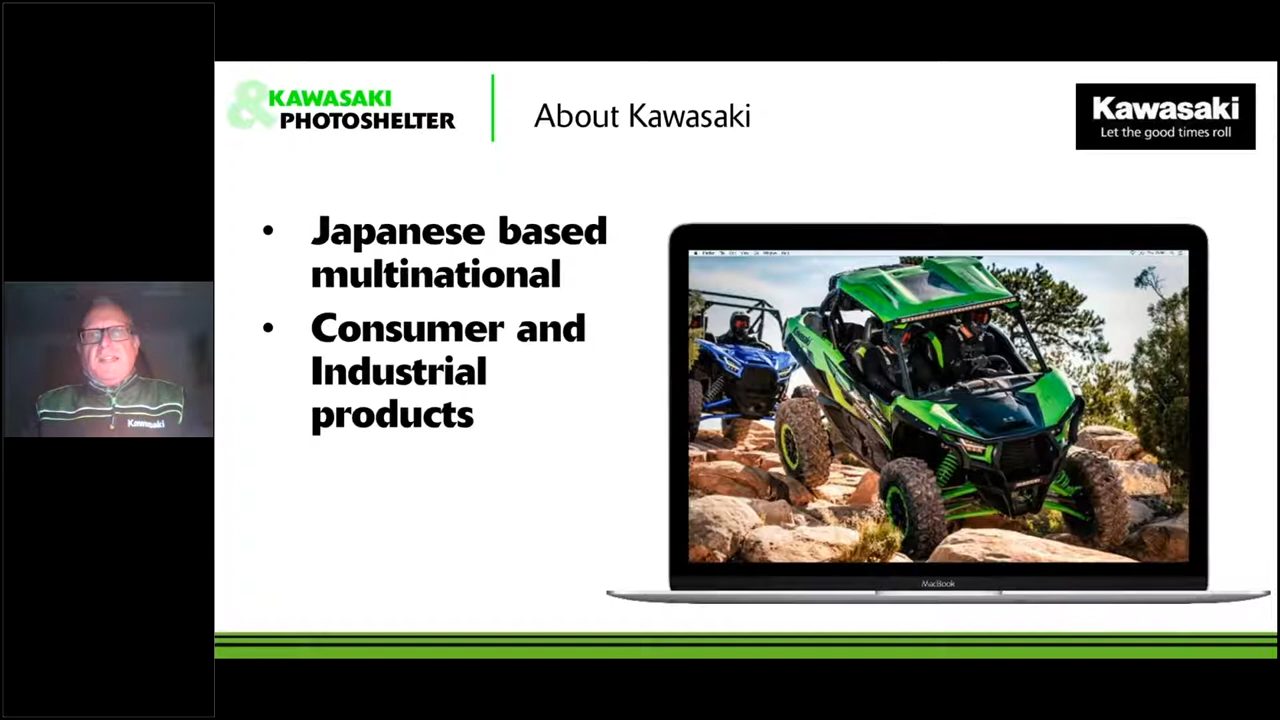 &KAWASAKI
PHOTOSHELTER
About Kawasaki
Kawasaki
Let the good times roll
• Japanese based
multinational
• Consumer and
Industrial
products
Kawasaki
MacBook